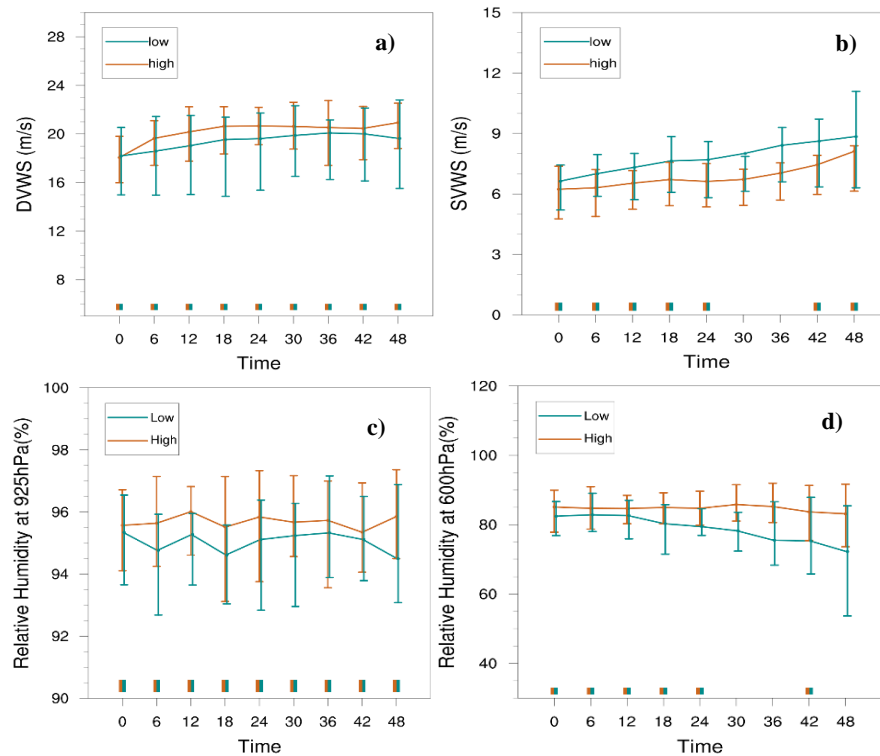 a)
low
high
28
24
20
16
12
8
DVWS (m/s)
0 6 12 18 24 30 36 42 48
Time
b)
low
high
15
12
9
6
3
0
SVWS (m/s)
0 6 12 18 24 30 36 42 48
Time
c)
Low
High
100
98
96
94
92
90
Relative Humidity at 925hPa(%)
0 6 12 18 24 30 36 42 48
Time
d)
Low
High
120
100
80
60
40
Relative Humidity at 600hPa(%)
0 6 12 18 24 30 36 42 48
Time